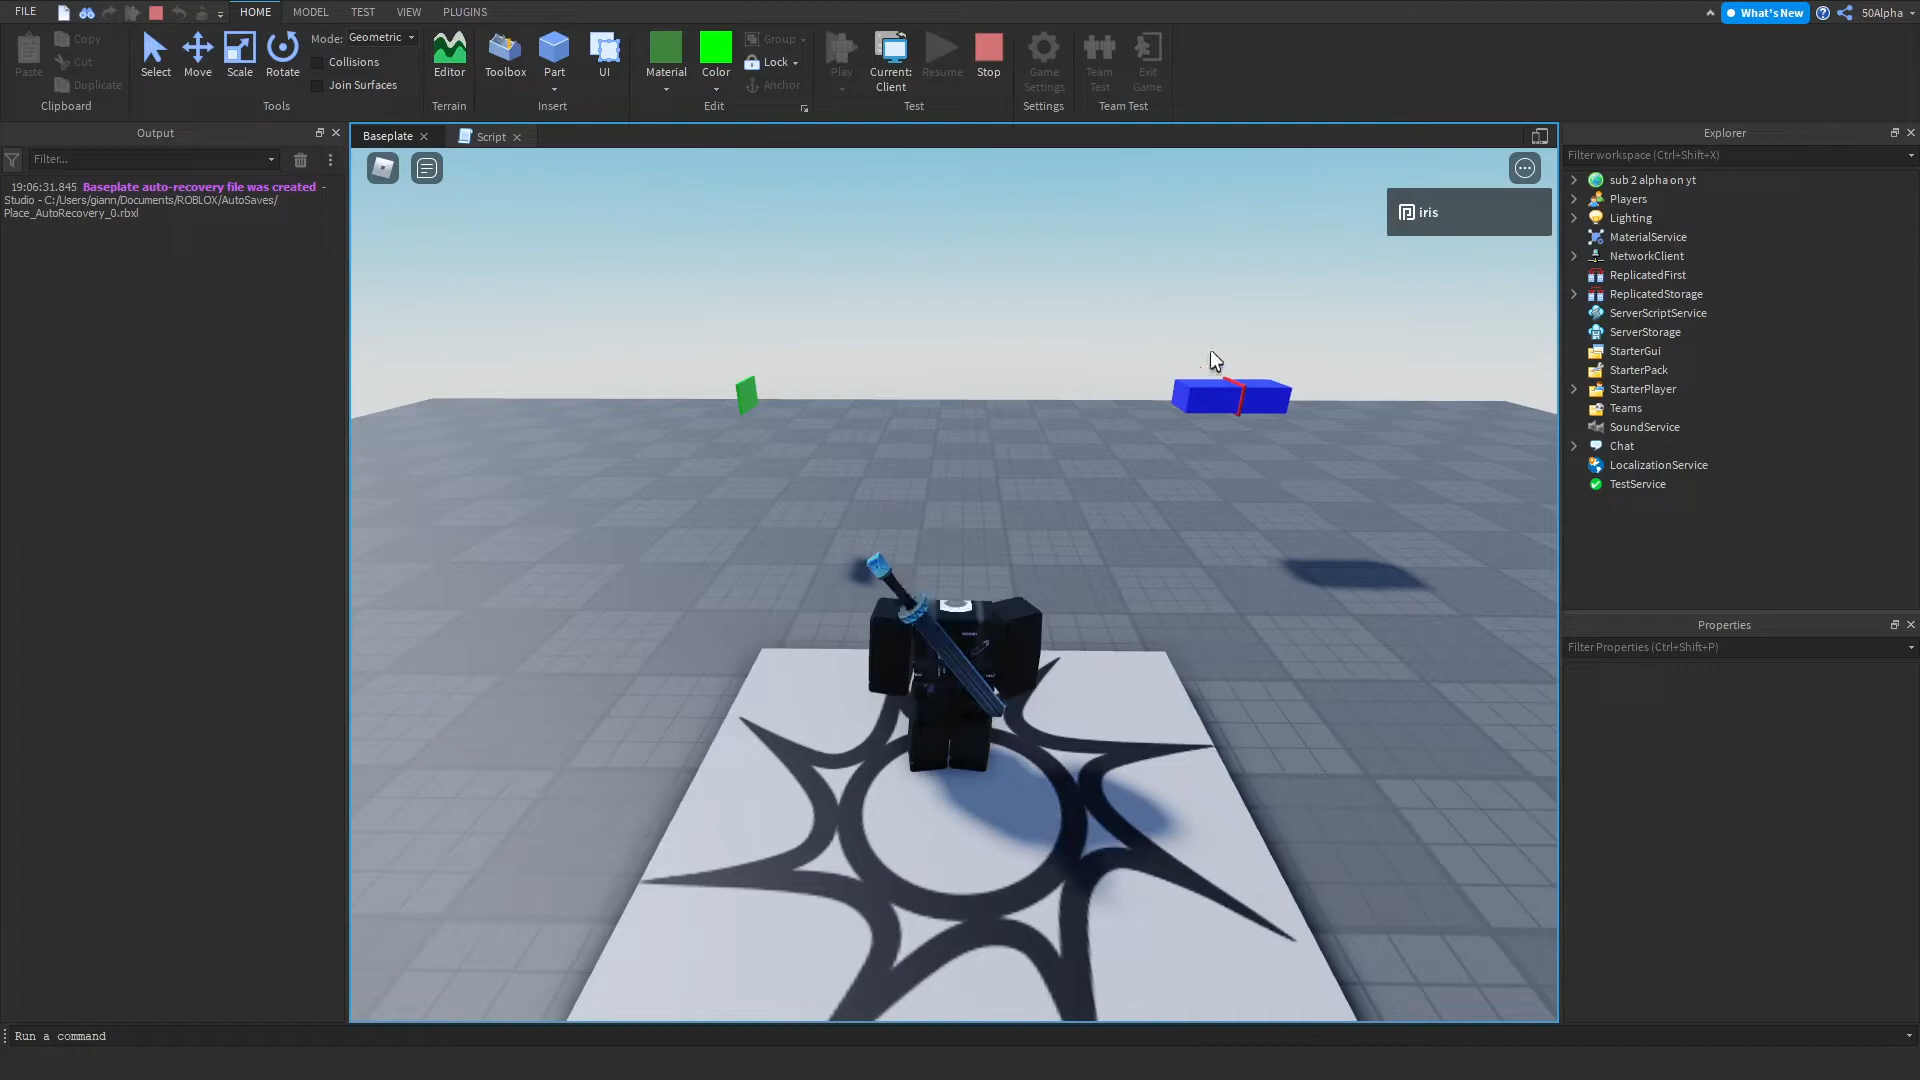 FILE
HOME
MODEL
TEST
VIEW
PLUGINS
What's New
50Alpha
Paste
Copy
Cut
Duplicate
Clipboard
Select
Move
Scale
Rotate
Mode:
Geometric
Collisions
Join Surfaces
Tools
Editor
Terrain
Toolbox
Part
UI
Insert
Material
Color
Group
Lock
Anchor
Edit
Play
Current:
Client
Resume
Stop
Test
Game
Settings
Settings
Team
Test
Exit
Game
Team Test
Output
Filter...
19:06:31.845 Baseplate auto-recovery file was created -
Studio - C:/Users/giann/Documents/ROBLOX/AutoSaves/
Place_AutoRecovery_0.rbxl
Baseplate
Script
iris
Explorer
Filter workspace (Ctrl+Shift+X)
sub 2 alpha on yt
Players
Lighting
MaterialService
NetworkClient
ReplicatedFirst
ReplicatedStorage
ServerScriptService
ServerStorage
StarterGui
StarterPack
StarterPlayer
Teams
SoundService
Chat
LocalizationService
TestService
Properties
Filter Properties (Ctrl+Shift+P)
Run a command